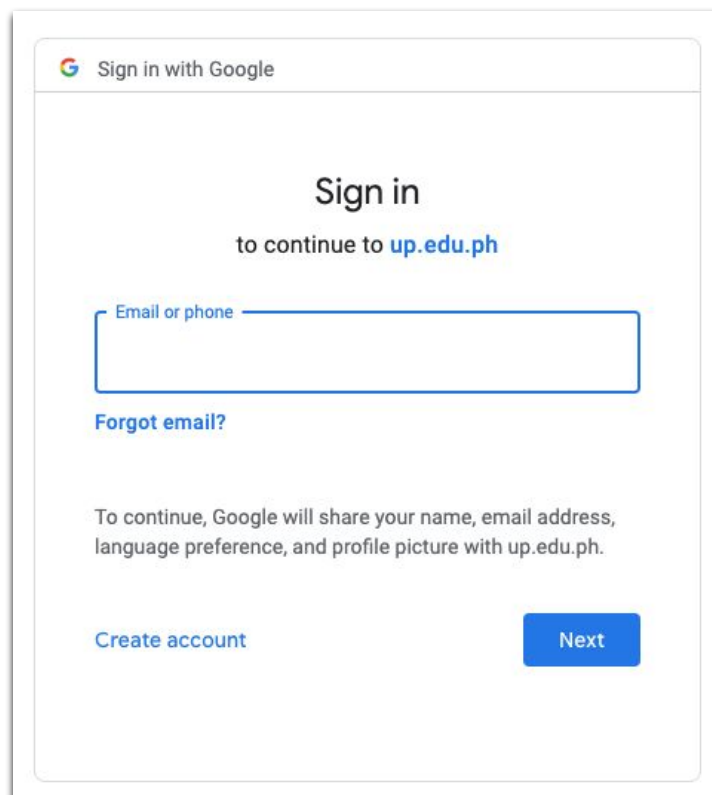 Sign in with Google
Sign in
to continue to up.edu.ph
Email or phone
Forgot email?
To continue, Google will share your name, email address,
language preference, and profile picture with up.edu.ph.
Create account
Next